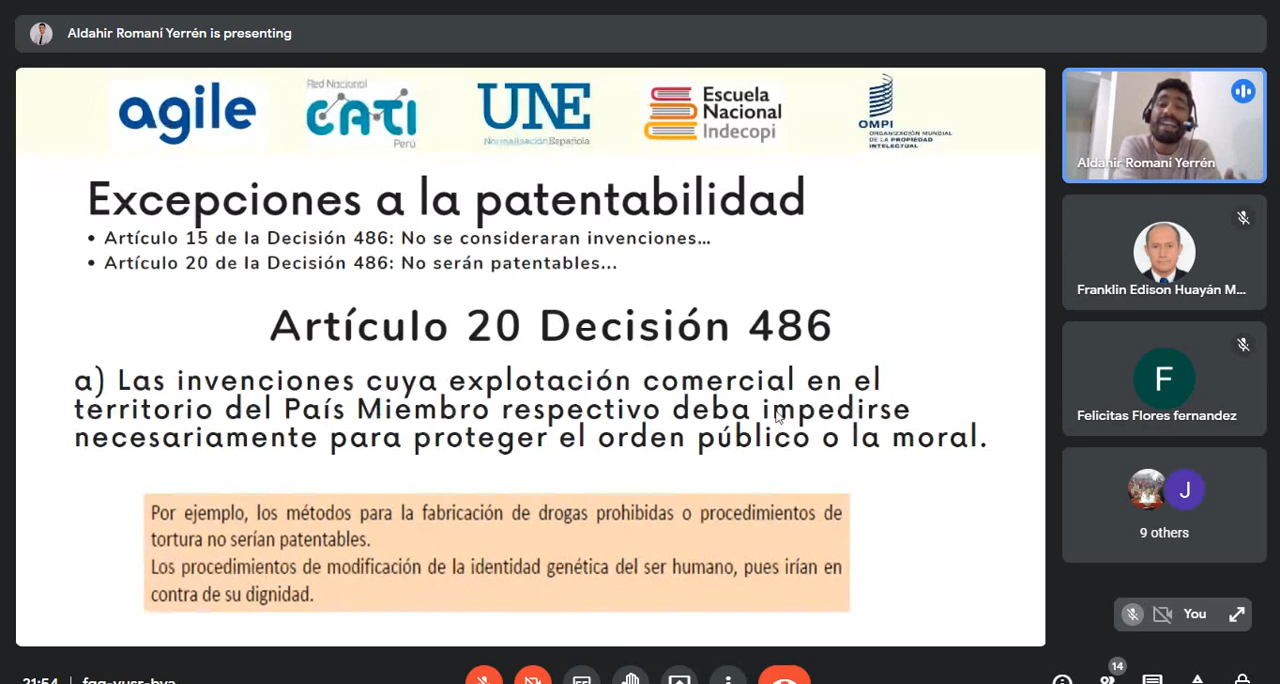 Aldahir Romaní Yerrén is presenting
agile
Red Nacional
CATI
Perú
UNE
Normalización Española
Escuela
Nacional
Indecopi
OMPI
ORGANIZACIÓN MUNDIAL
DE LA PROPIEDAD
INTELECTUAL
Excepciones a la patentabilidad
• Artículo 15 de la Decisión 486: No se consideraran invenciones...
• Artículo 20 de la Decisión 486: No serán patentables...
Artículo 20 Decisión 486
a) Las invenciones cuya explotación comercial en el
territorio del País Miembro respectivo deba impedirse
necesariamente para proteger el orden público o la moral.
Por ejemplo, los métodos para la fabricación de drogas prohibidas o procedimientos de
tortura no serían patentables.
Los procedimientos de modificación de la identidad genética del ser humano, pues irían en
contra de su dignidad.
Aldahir Romaní Yerrén
Franklin Edison Huayán M...
F
Felicitas Flores fernandez
J
9 others
You
14
21:54